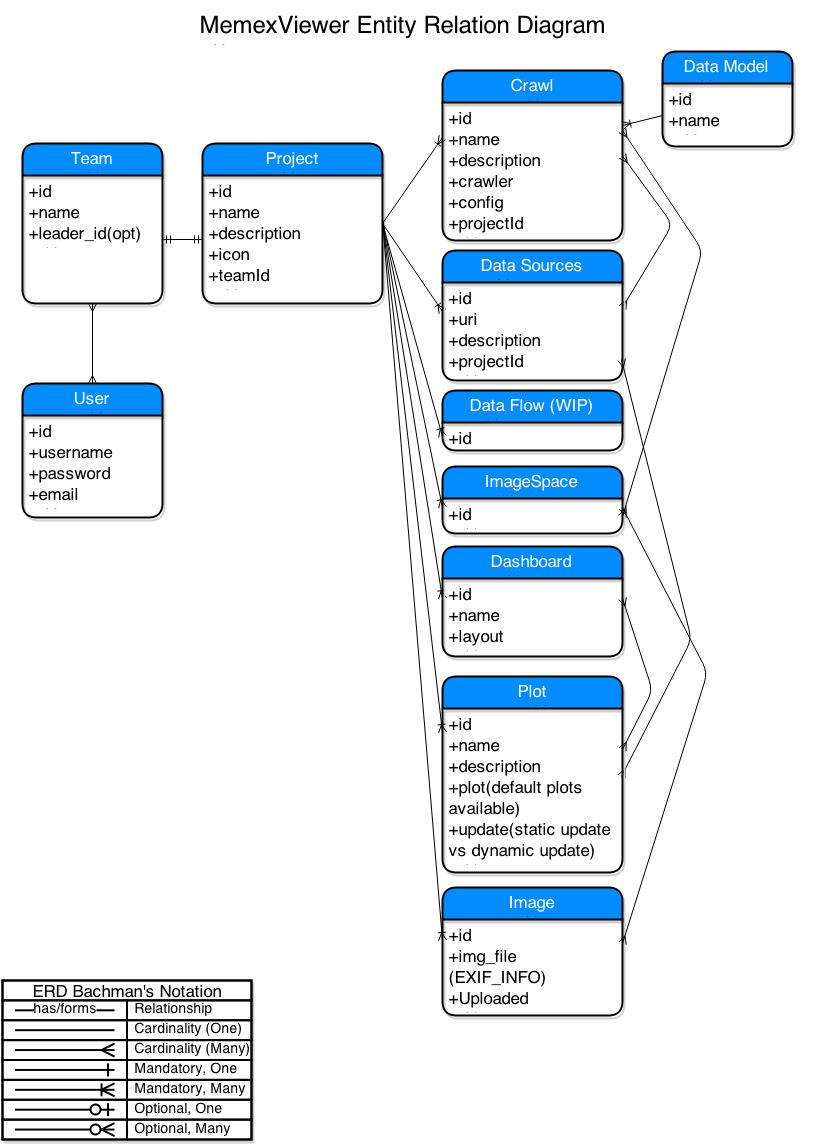 MemexViewer Entity Relation Diagram
Team
+id
+name
+leader_id(opt)
User
+id
+username
+password
+email
Project
+id
+name
+description
+icon
+teamId
Crawl
+id
+name
+description
+crawler
+config
+projectId
Data Model
+id
+name
Data Sources
+id
+uri
+description
+projectId
Data Flow (WIP)
+id
ImageSpace
+id
Dashboard
+id
+name
+layout
Plot
+id
+name
+description
+plot(default plots
available)
+update(static update
vs dynamic update)
Image
+id
+img_file
(EXIF_INFO)
+Uploaded
ERD Bachman's Notation
has/forms Relationship
Cardinality (One)
Cardinality (Many)
Mandatory, One
Mandatory, Many
Optional, One
Optional, Many